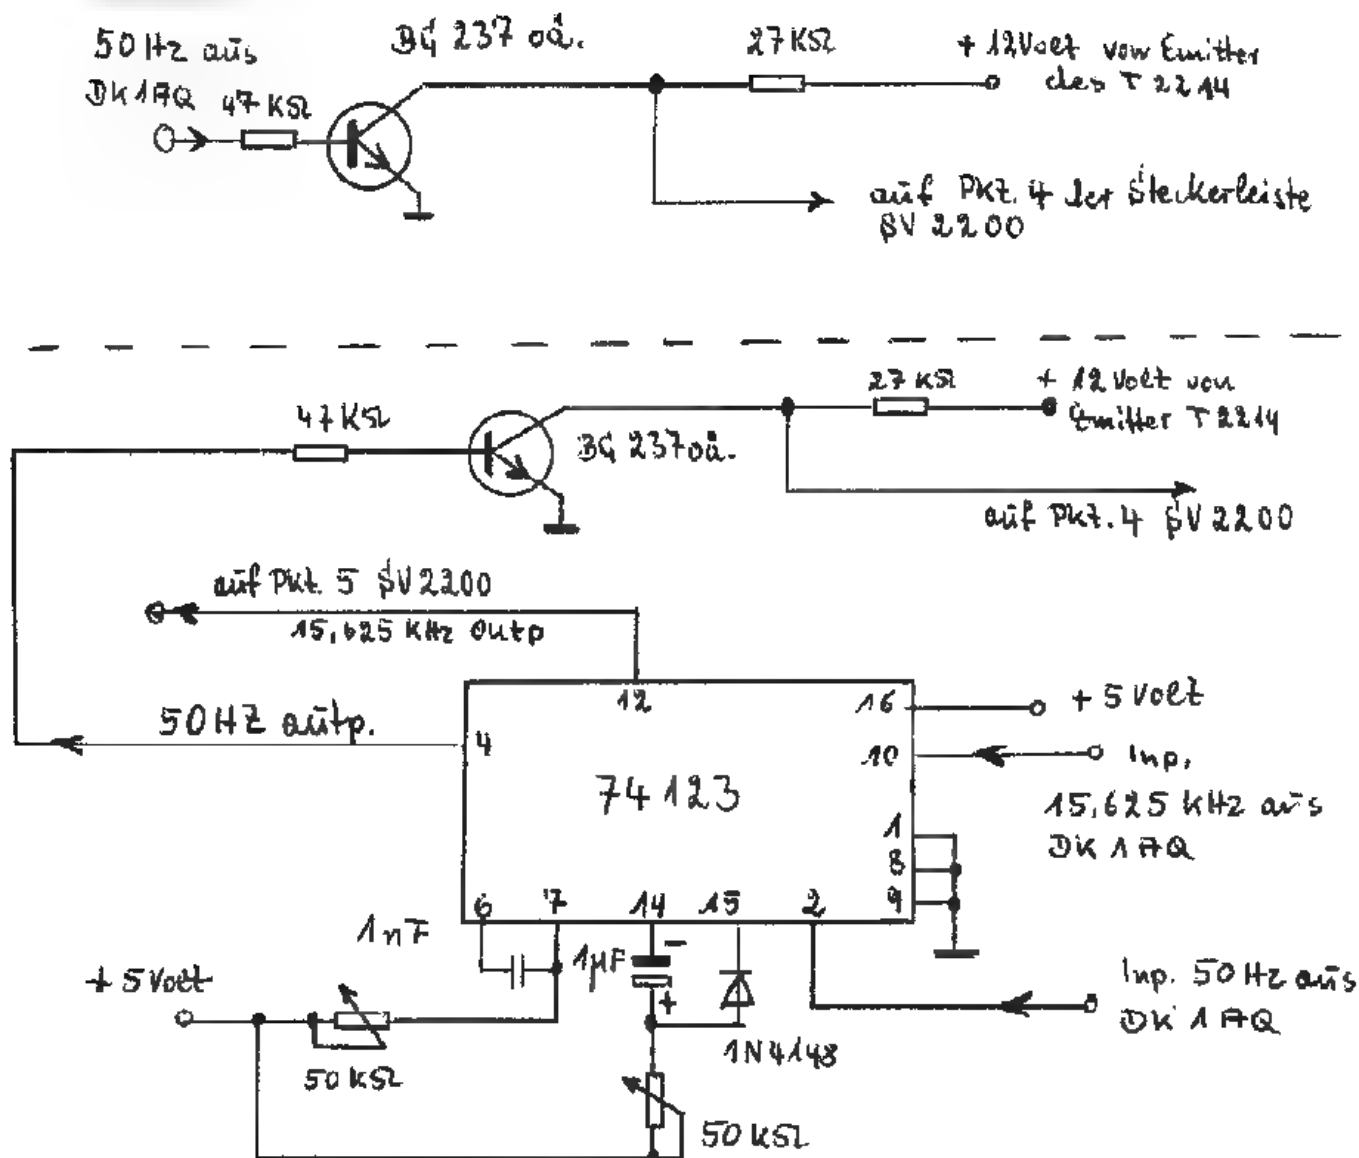 50 Hz aus
DK1AQ
47 KΩ
BC 237 oä.
27 KΩ
+ 12 Volt vom Emitter
des T 2214
auf Pkt. 4 der Steckerleiste
SV 2200
47 KΩ
BC 237 oä.
27 KΩ
+ 12 Volt von
Emitter T 2214
auf Pkt. 4 SV 2200
auf Pkt. 5 SV 2200
15,625 KHz Outp
50 HZ autp.
12
16
+ 5 Volt
4
10
Inp.
15,625 KHz aus
DK 1 AQ
74123
1
8
9
6
7
14
15
2
1nF
1µF
-
+
+ 5 Volt
50 KΩ
1N4148
50 KΩ
Inp. 50 Hz aus
DK 1 AQ